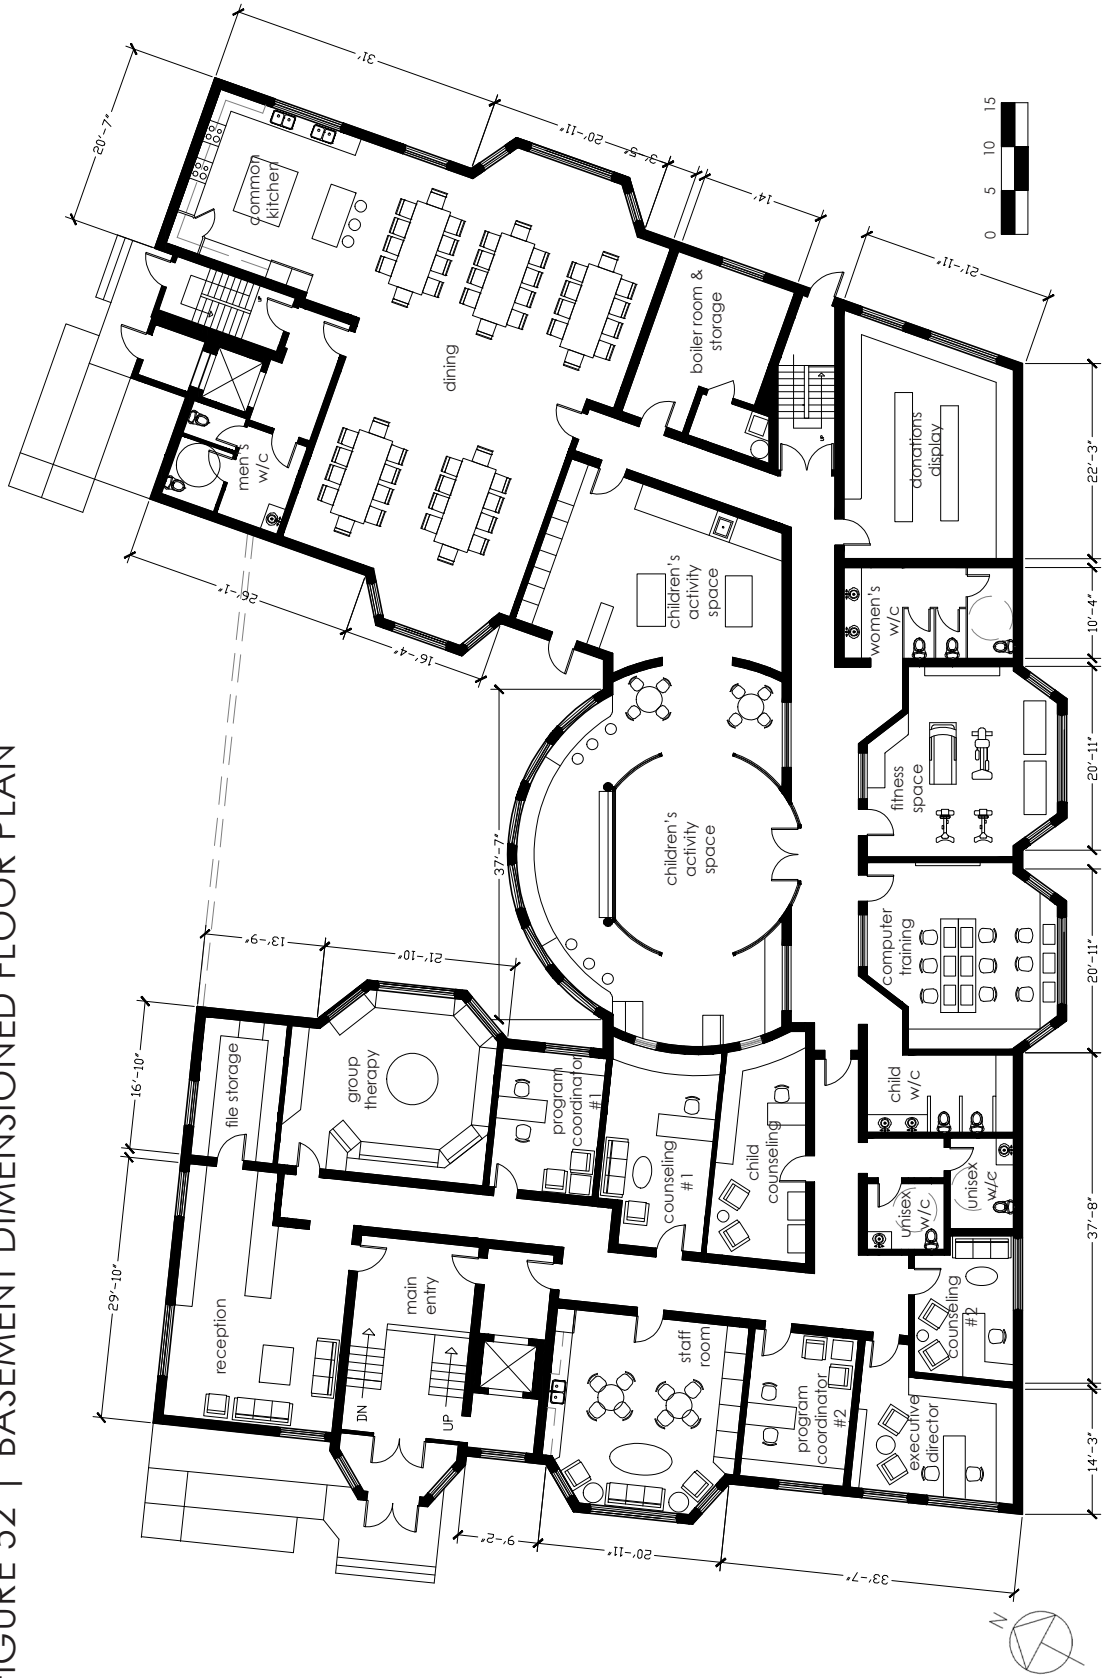 IGURE 52 | BASEMENT DIMENSIONED FLOOR PLAN
31'
20'-7"
20'-11"
3'-5"
14'
21'-11"
0 5 10 15
common
kitchen
dining
boiler room &
storage
donations
display
men's
w/c
26'-1"
16'-4"
22'-3"
10'-4"
20'-11"
20'-11"
37'-8"
14'-3"
children's
activity
space
women's
w/c
fitness
space
37'-7"
children's
activity
space
computer
training
13'-9"
21'-10"
16'-10"
29'-10"
file storage
group
therapy
program
coordinator
#1
counseling
#1
child
counseling
child
w/c
unisex
w/c
unisex
w/c
reception
main
entry
DN
UP
staff
room
program
coordinator
#2
counseling
#2
executive
director
9'-2"
20'-11"
33'-7"
N